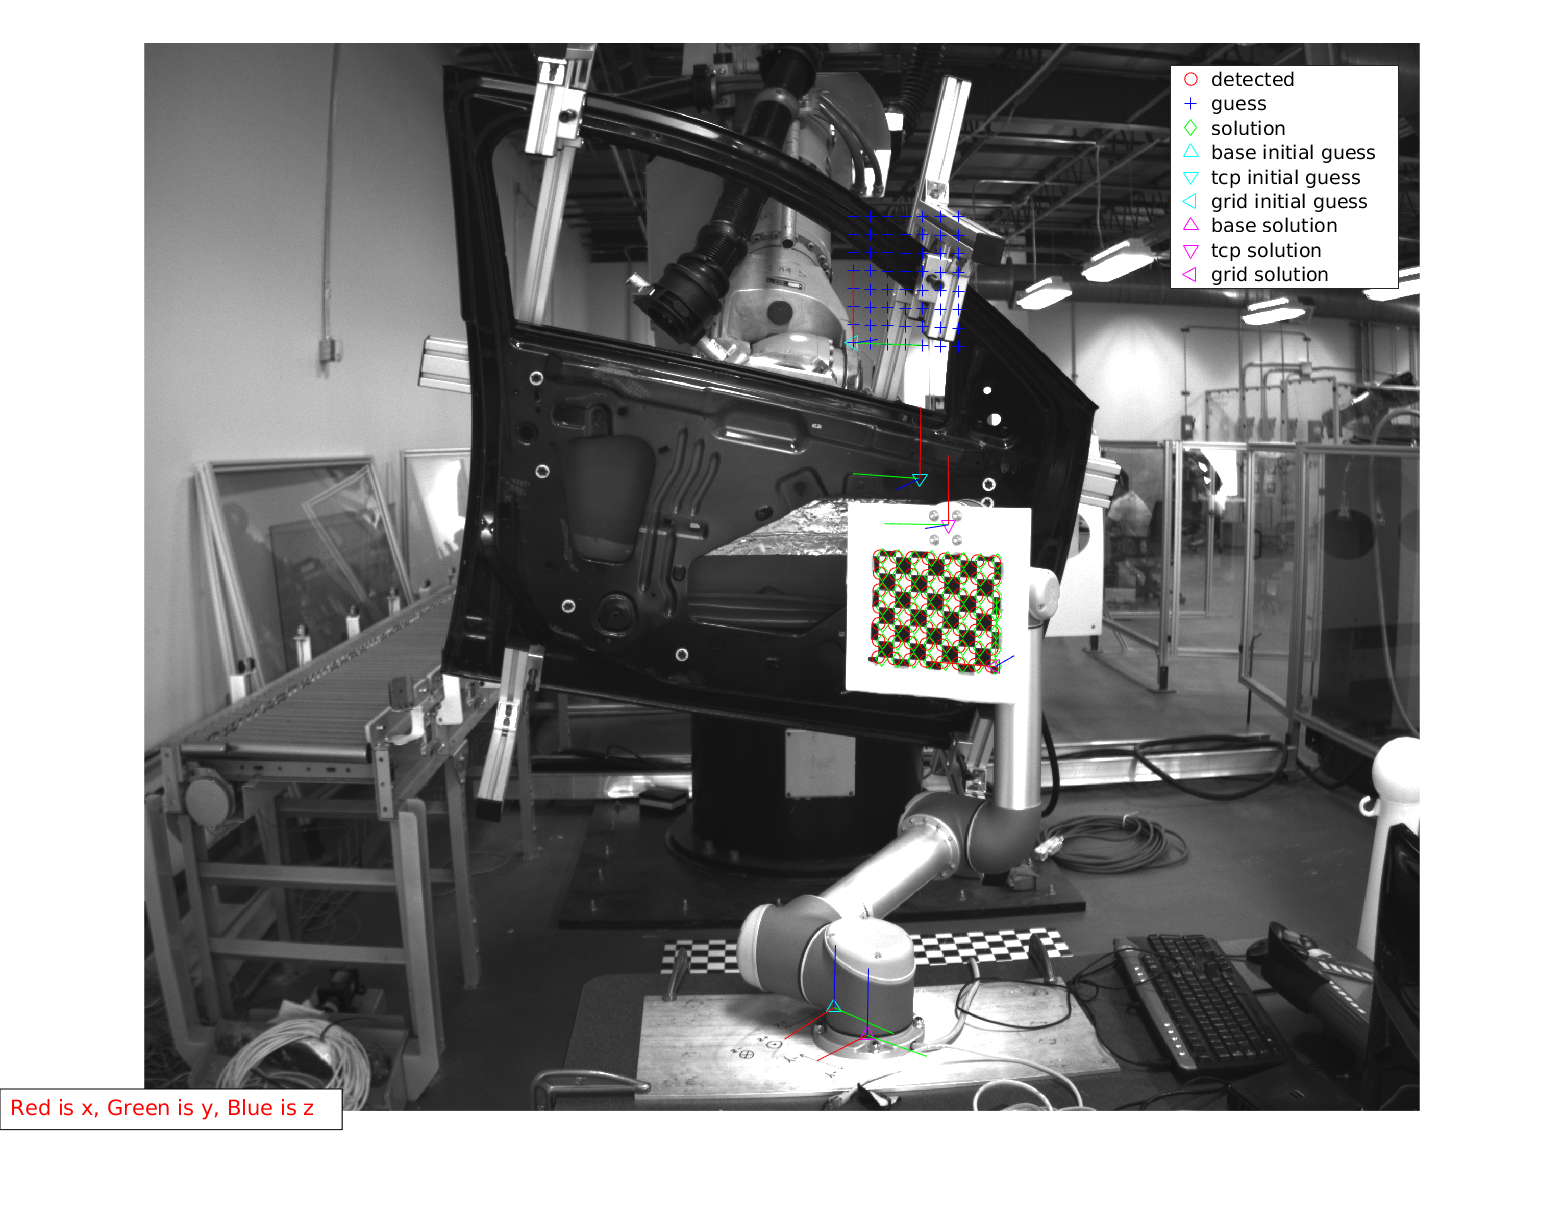 detected
guess
solution
base initial guess
tcp initial guess
grid initial guess
base solution
tcp solution
grid solution
Red is x, Green is y, Blue is z